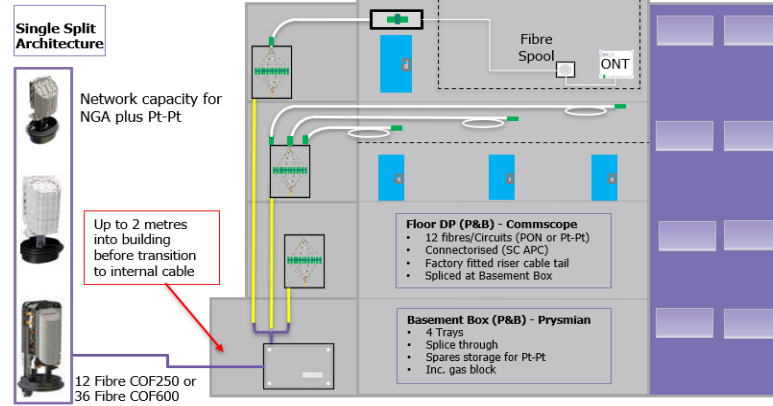 Single Split
Architecture
Network capacity for
NGA plus Pt-Pt
Fibre
Spool
ONT
Up to 2 metres
into building
before transition
to internal cable
Floor DP (P&B) - Commscope
• 12 fibres/Circuits (PON or Pt-Pt)
• Connectorised (SC APC)
• Factory fitted riser cable tail
• Spliced at Basement Box
Basement Box (P&B) - Prysmian
• 4 Trays
• Splice through
• Spares storage for Pt-Pt
• Inc. gas block
12 Fibre COF250 or
36 Fibre COF600